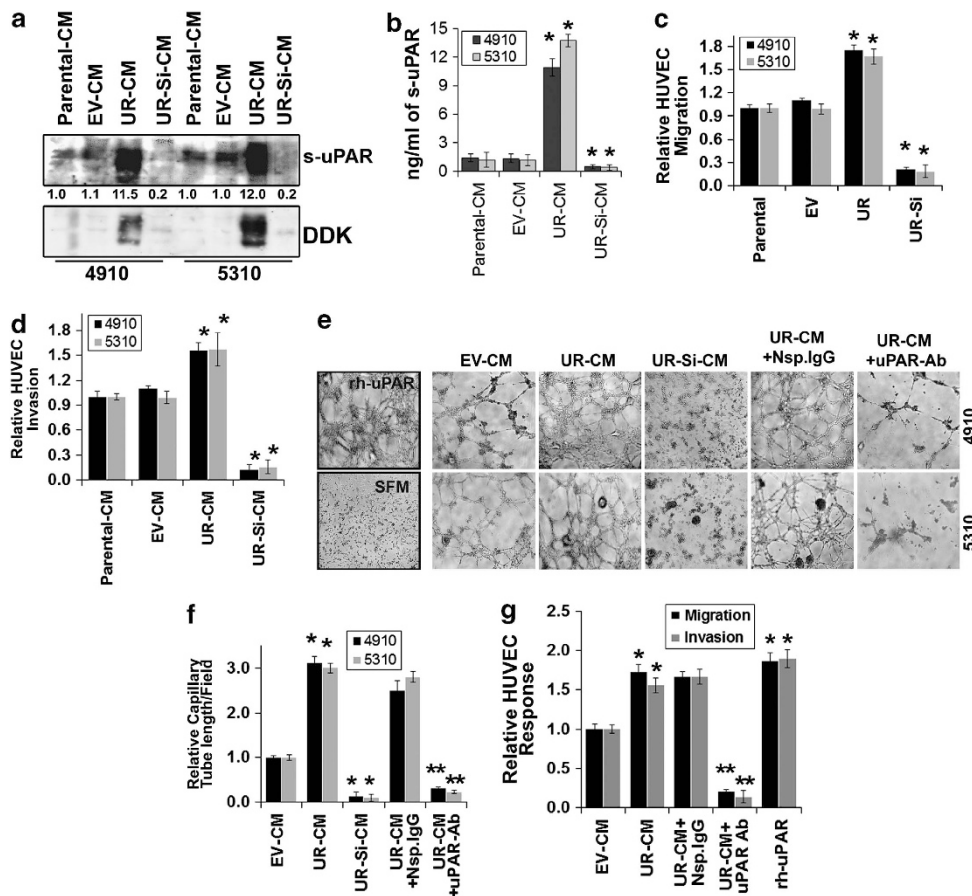 a
Parental-CM
EV-CM
UR-CM
UR-Si-CM
Parental-CM
EV-CM
UR-CM
UR-Si-CM
s-uPAR
1.0 1.1 11.5 0.2 1.0 1.0 12.0 0.2
DDK
4910 5310
b
ng/ml of s-uPAR
15
12
9
6
3
0
4910
5310
* *
* *
Parental-CM
EV-CM
UR-CM
UR-Si-CM
c
Relative HUVEC
Migration
1.8
1.5
1.2
0.9
0.6
0.3
0.0
4910
5310
* *
* *
Parental
EV
UR
UR-Si
d
Relative HUVEC
Invasion
1.8
1.5
1.2
0.9
0.6
0.3
0.0
4910
5310
* *
* *
Parental-CM
EV-CM
UR-CM
UR-Si-CM
e
rh-uPAR
SFM
EV-CM
UR-CM
UR-Si-CM
UR-CM
+Nsp.IgG
UR-CM
+uPAR-Ab
4910
5310
f
Relative Capillary
Tube length/Field
3.0
2.0
1.0
0.0
4910
5310
* *
* *
** **
EV-CM
UR-CM
UR-Si-CM
UR-CM
+Nsp.IgG
UR-CM
+uPAR-Ab
g
Relative HUVEC
Response
2.5
2.0
1.5
1.0
0.5
0.0
Migration
Invasion
* *
** **
* *
EV-CM
UR-CM
UR-CM+
Nsp.IgG
UR-CM+
uPAR Ab
rh-uPAR